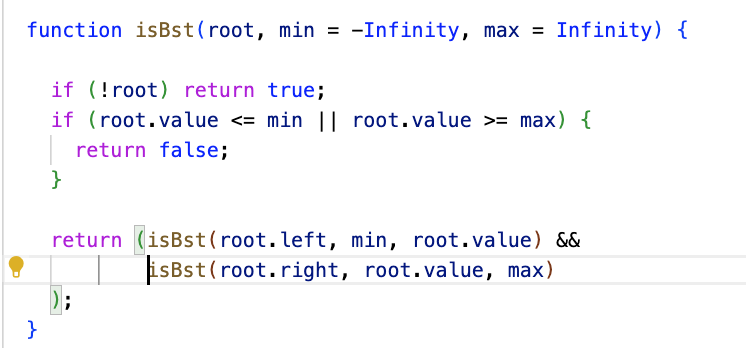 function isBst(root, min = -Infinity, max = Infinity) {
if (!root) return true;
if (root.value <= min || root.value >= max) {
return false;
}
return (isBst(root.left, min, root.value) &&
isBst(root.right, root.value, max)
);
}